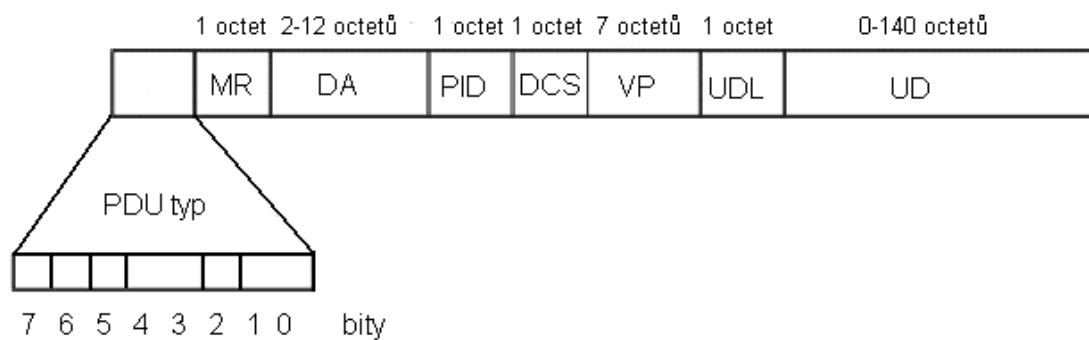 1 octet 2-12 octetů 1 octet 1 octet 7 octetů 1 octet 0-140 octetů
MR DA PID DCS VP UDL UD
PDU typ
7 6 5 4 3 2 1 0 bity